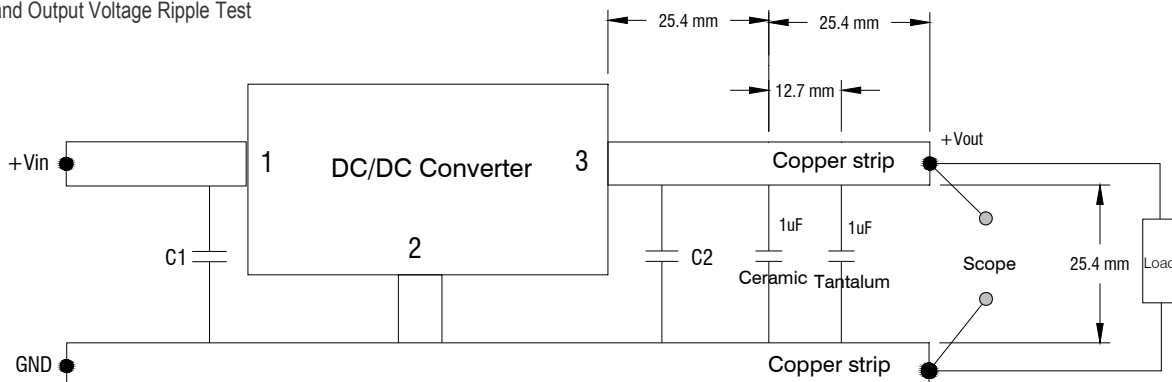 and Output Voltage Ripple Test
25.4 mm 25.4 mm
12.7 mm
+Vin 1 DC/DC Converter 3 Copper strip +Vout
2
C1 C2 1uF 1uF
Ceramic Tantalum Scope 25.4 mm Load
GND Copper strip